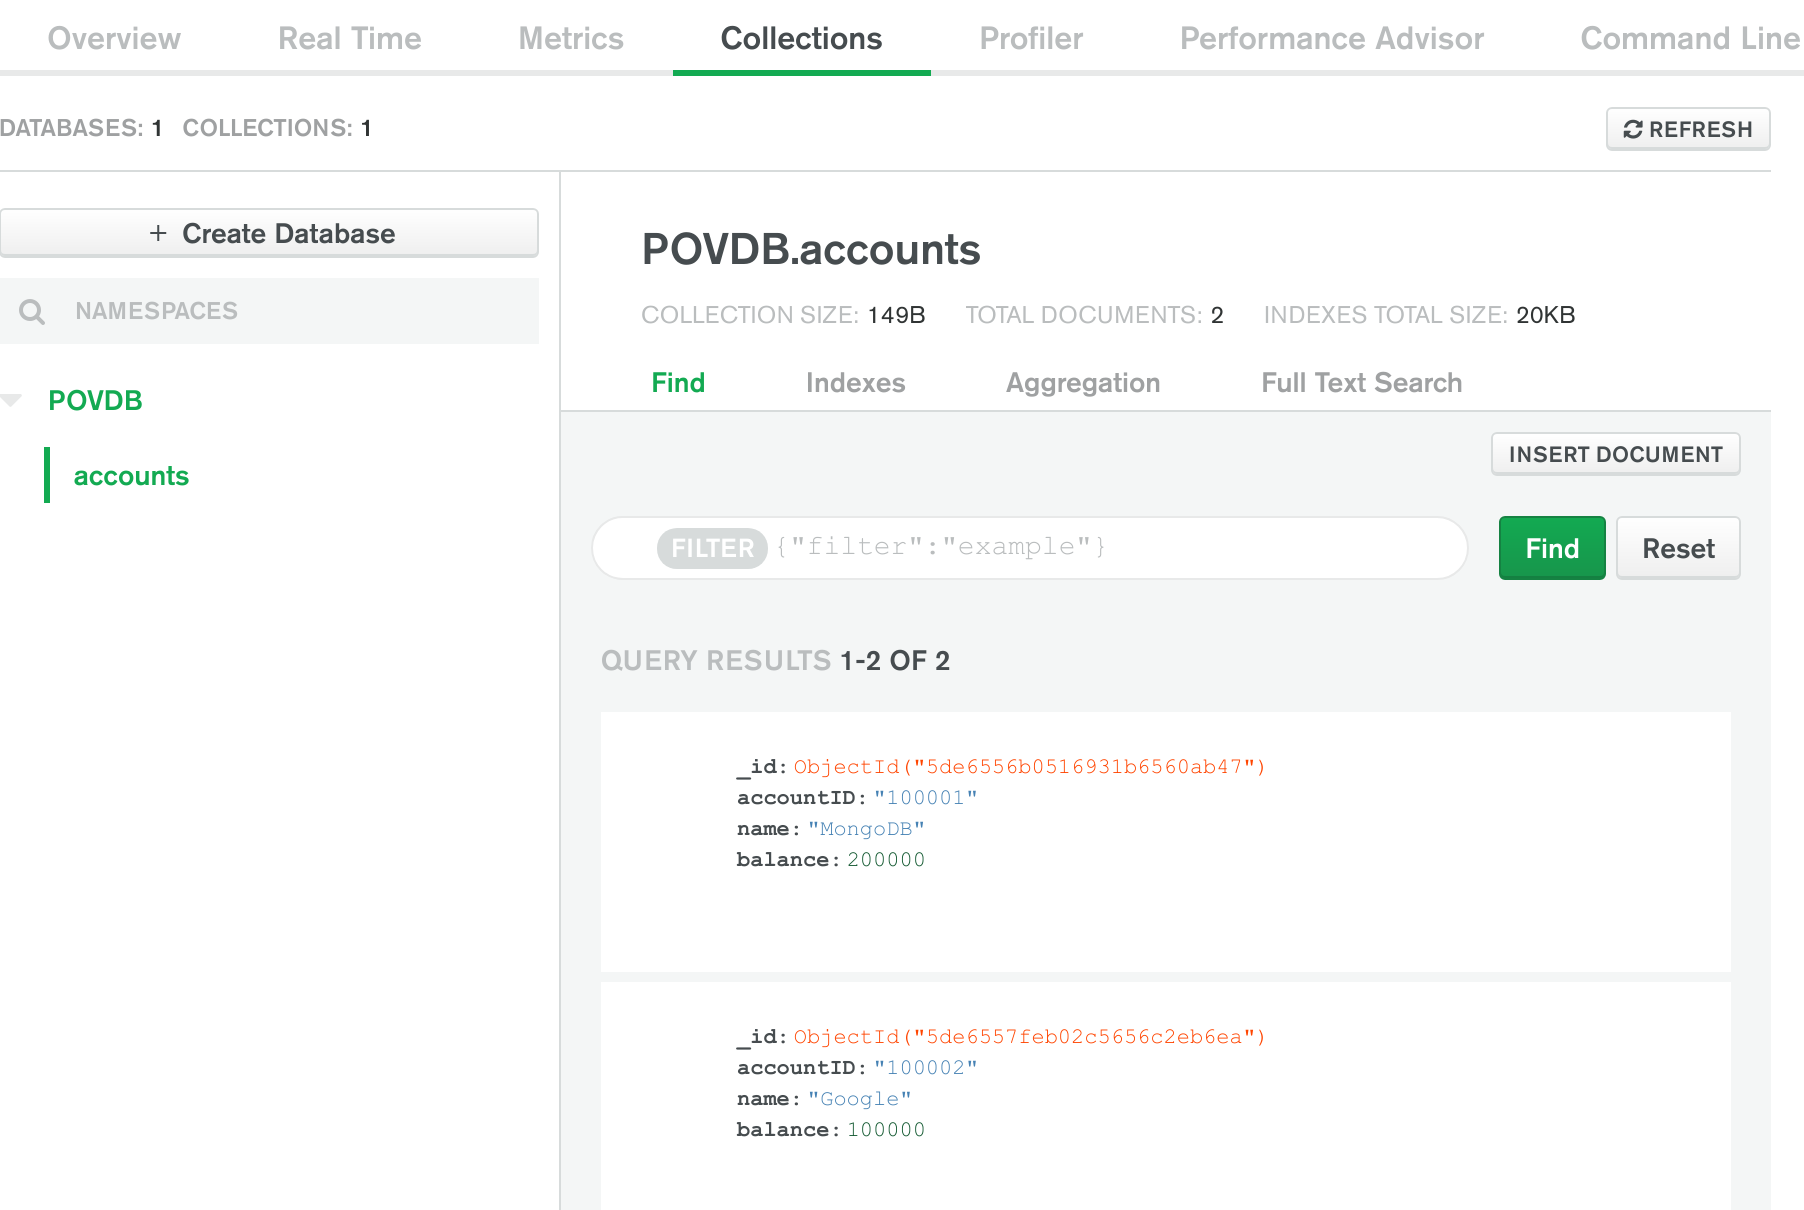 Overview Real Time Metrics Collections Profiler Performance Advisor Command Line
DATABASES: 1 COLLECTIONS: 1
REFRESH
+ Create Database
NAMESPACES
POVDB
accounts
POVDB.accounts
COLLECTION SIZE: 149B TOTAL DOCUMENTS: 2 INDEXES TOTAL SIZE: 20KB
Find Indexes Aggregation Full Text Search
INSERT DOCUMENT
FILTER {"filter":"example"}
Find Reset
QUERY RESULTS 1-2 OF 2
_id: ObjectId("5de6556b0516931b6560ab47")
accountID: "100001"
name: "MongoDB"
balance: 200000
_id: ObjectId("5de6557feb02c5656c2eb6ea")
accountID: "100002"
name: "Google"
balance: 100000